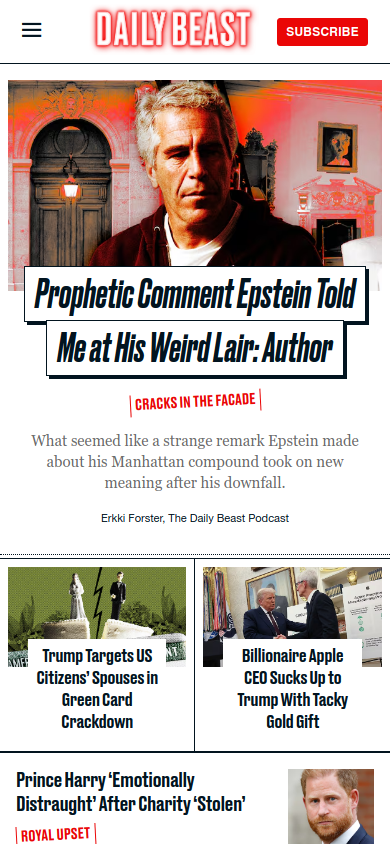 DAILY BEAST
SUBSCRIBE
Prophetic Comment Epstein Told
Me at His Weird Lair: Author
CRACKS IN THE FACADE
What seemed like a strange remark Epstein made
about his Manhattan compound took on new
meaning after his downfall.
Erkki Forster, The Daily Beast Podcast
Trump Targets US
Citizens’ Spouses in
Green Card
Crackdown
Billionaire Apple
CEO Sucks Up to
Trump With Tacky
Gold Gift
Prince Harry ‘Emotionally
Distraught’ After Charity ‘Stolen’
ROYAL UPSET